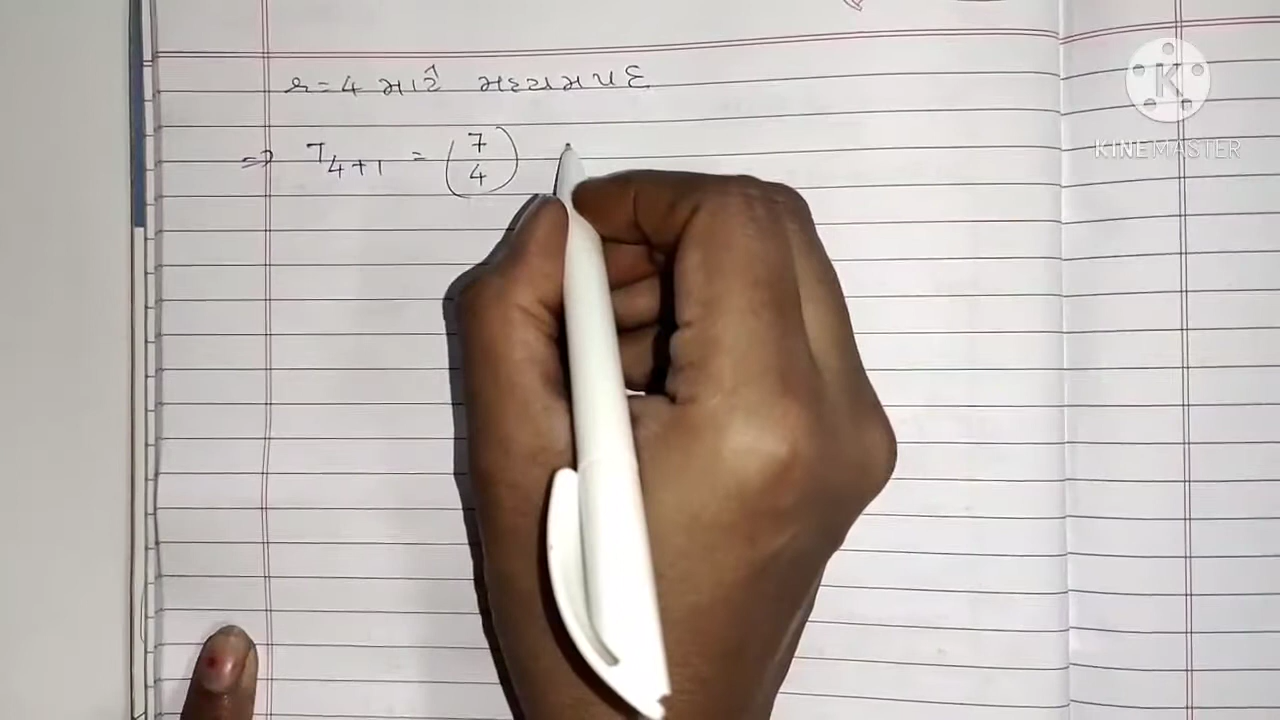 r = 4 માટે મધ્યમપદ
⇒ T₄₊₁ = (7 4)
K
KINEMASTER